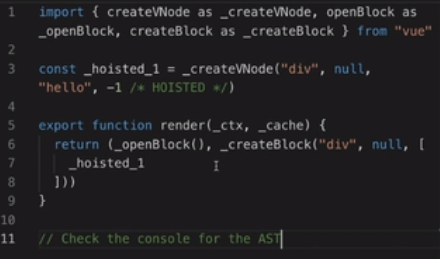 1 import { createVNode as _createVNode, openBlock as
_openBlock, createBlock as _createBlock } from "vue"
2
3 const _hoisted_1 = _createVNode("div", null,
"hello", -1 /* HOISTED */)
4
5 export function render(_ctx, _cache) {
6 return (_openBlock(), _createBlock("div", null, [
7 _hoisted_1
8 ]))
9 }
10
11 // Check the console for the AST